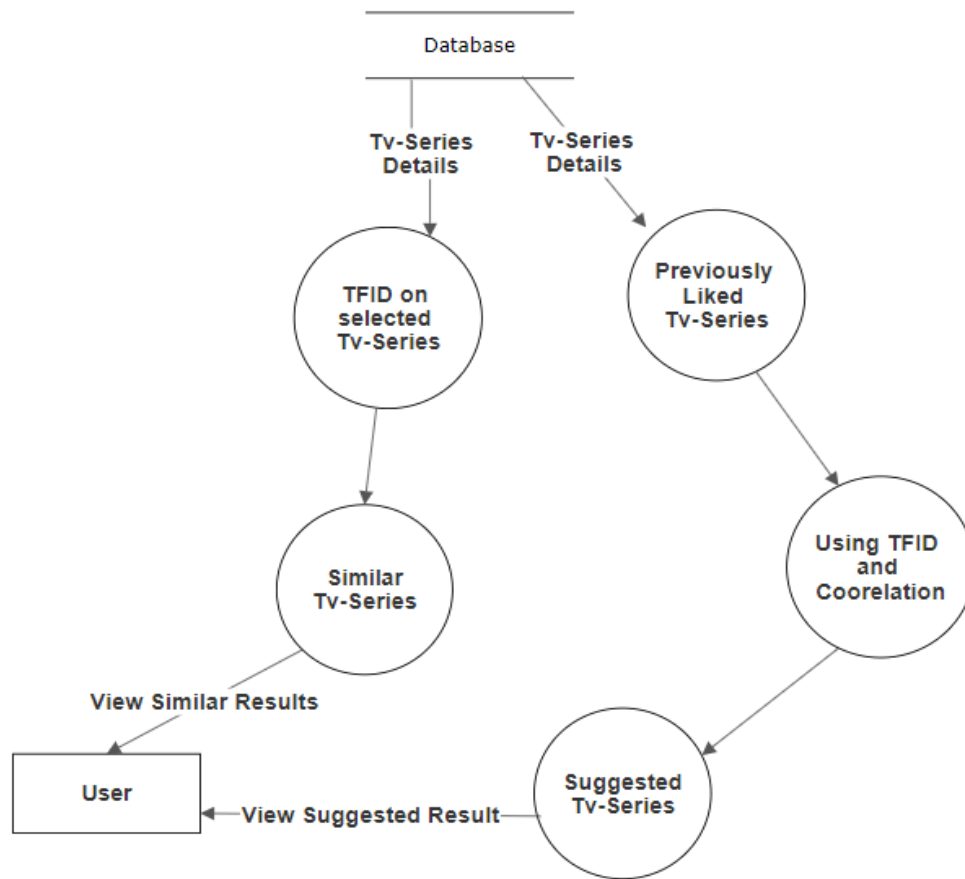 Database
Tv-Series
Details
Tv-Series
Details
TFID on
selected
Tv-Series
Previously
Liked
Tv-Series
Similar
Tv-Series
Using TFID
and
Coorelation
View Similar Results
User
View Suggested Result
Suggested
Tv-Series